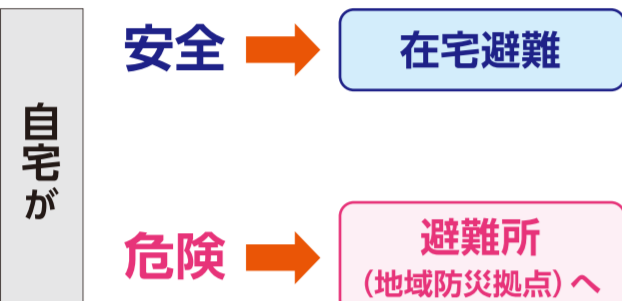 自宅が
安全
在宅避難
危険
避難所
（地域防災拠点）へ